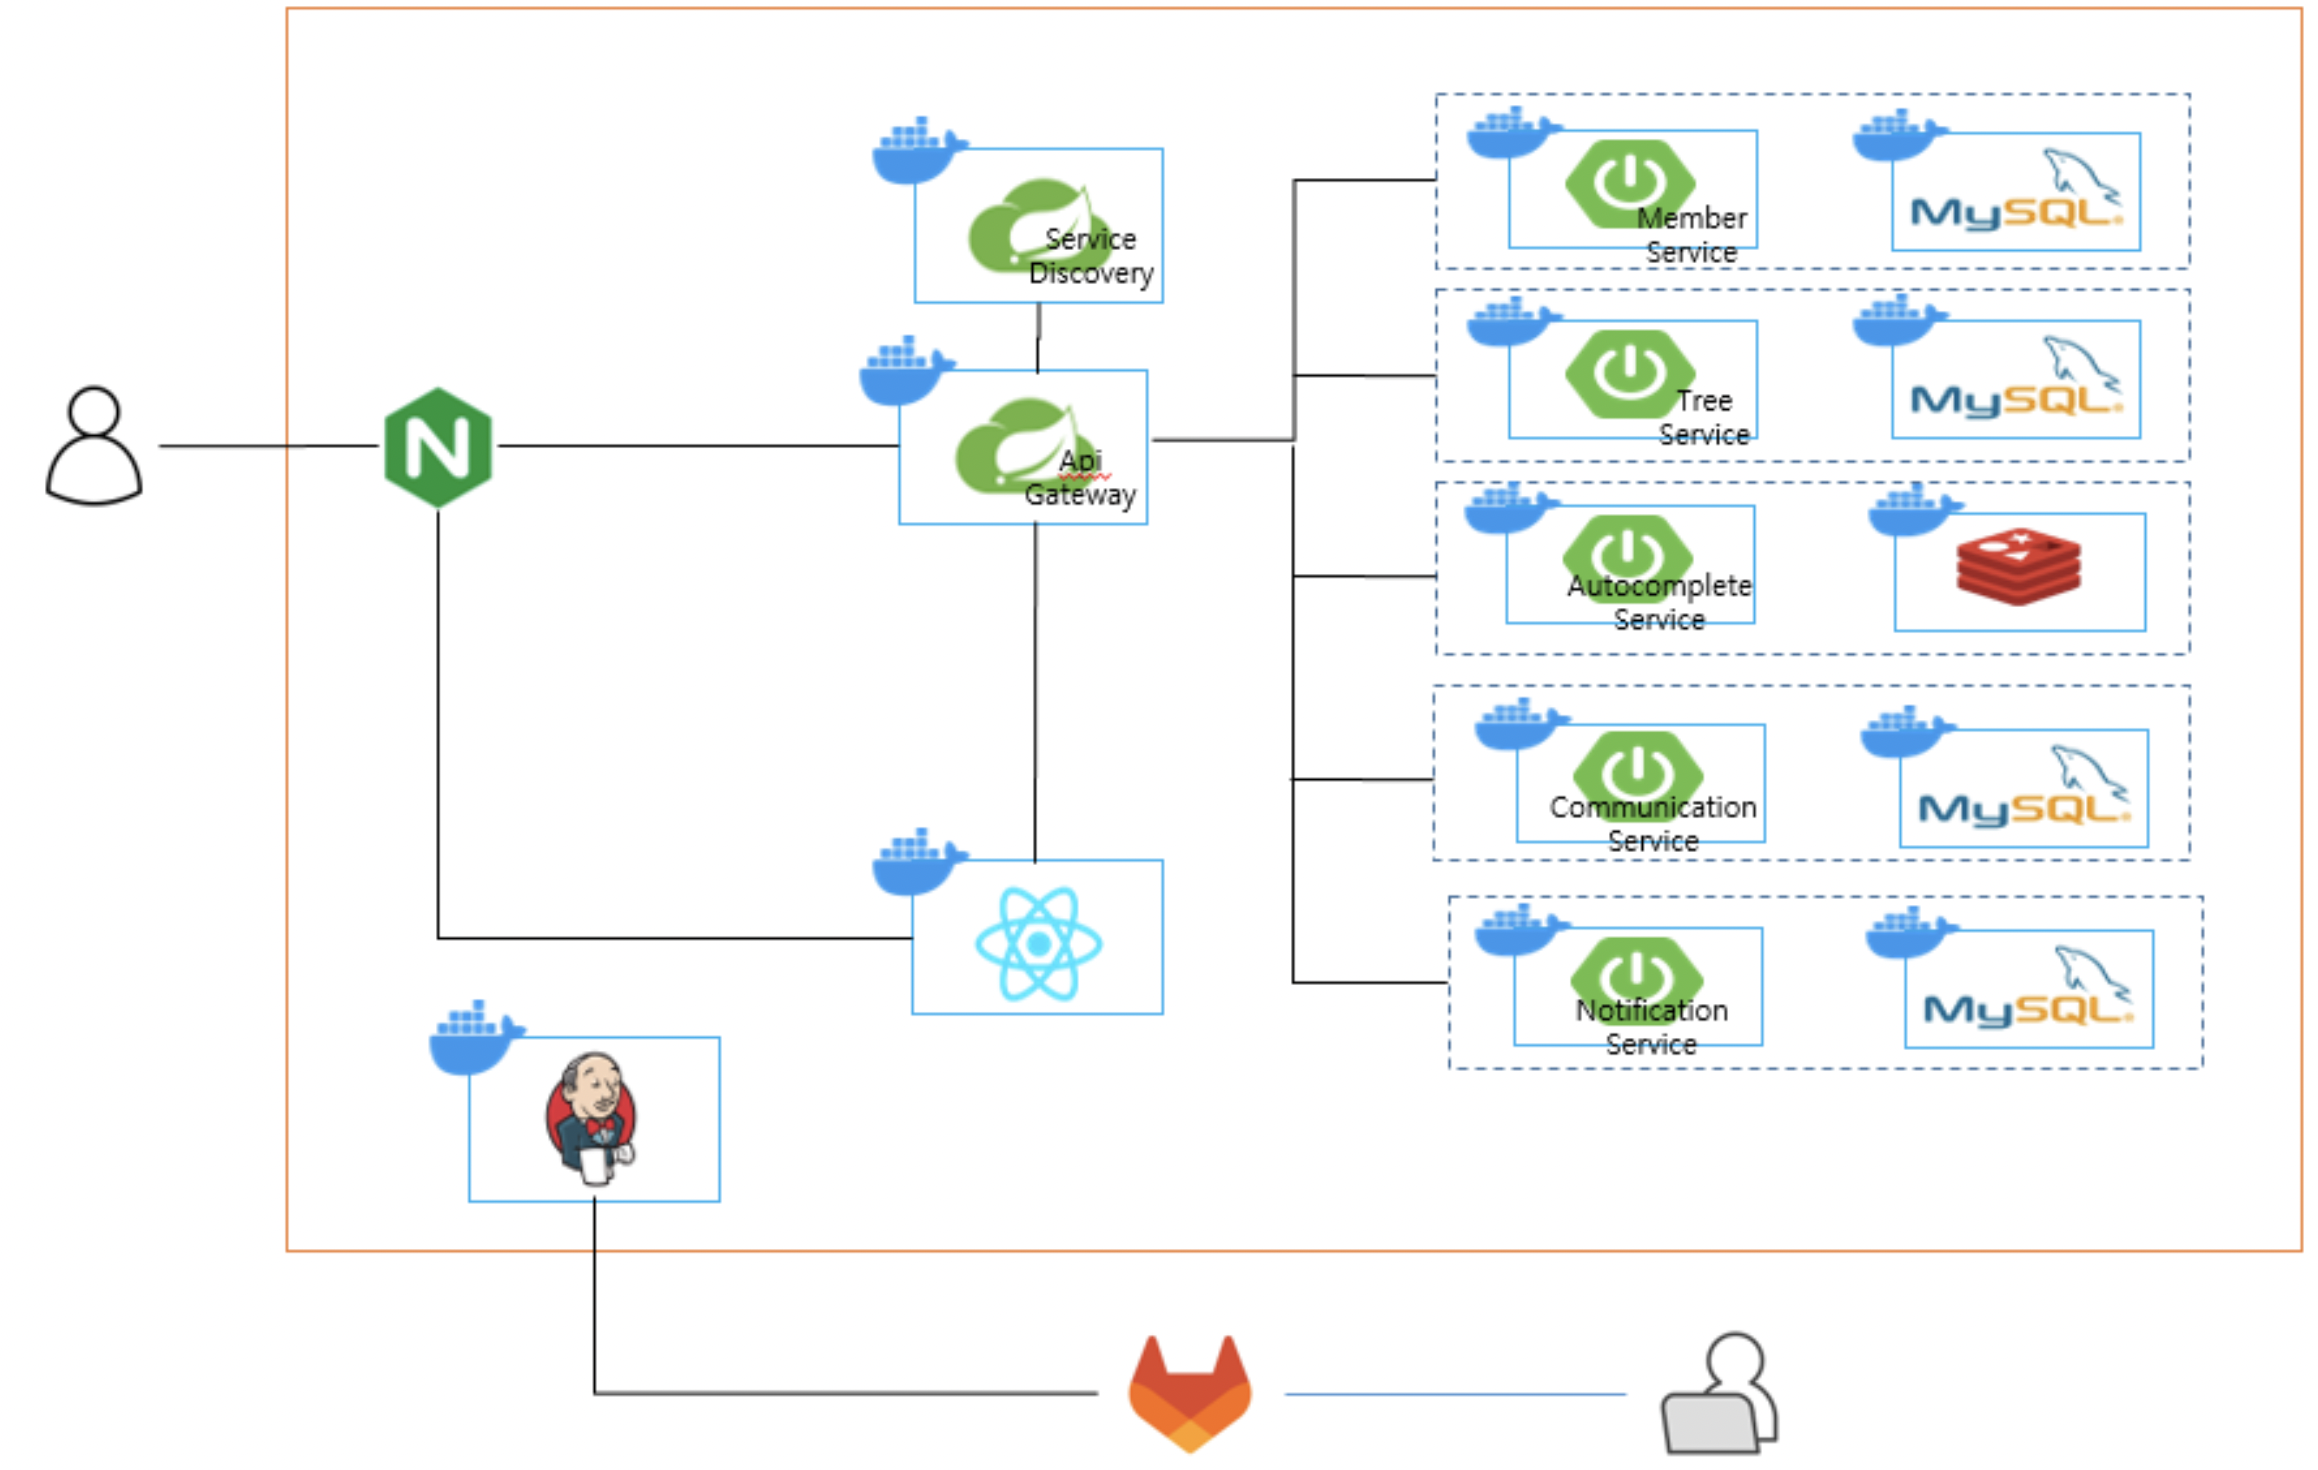 Service
Discovery
Api
Gateway
Member
Service
MySQL®
Tree
Service
MySQL®
Autocomplete
Service
Communication
Service
MySQL®
Notification
Service
MySQL®
N